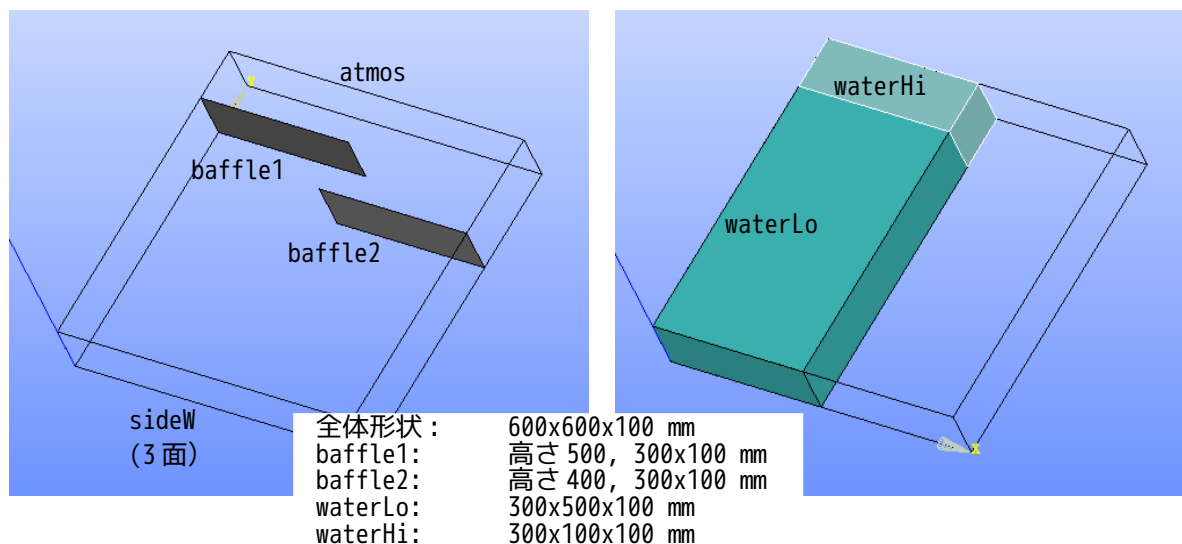 atmos
baffle1
baffle2
sideW
(3面)
Y
waterHi
waterLo
X
全体形状: 600x600x100 mm
baffle1: 高さ500, 300x100 mm
baffle2: 高さ400, 300x100 mm
waterLo: 300x500x100 mm
waterHi: 300x100x100 mm